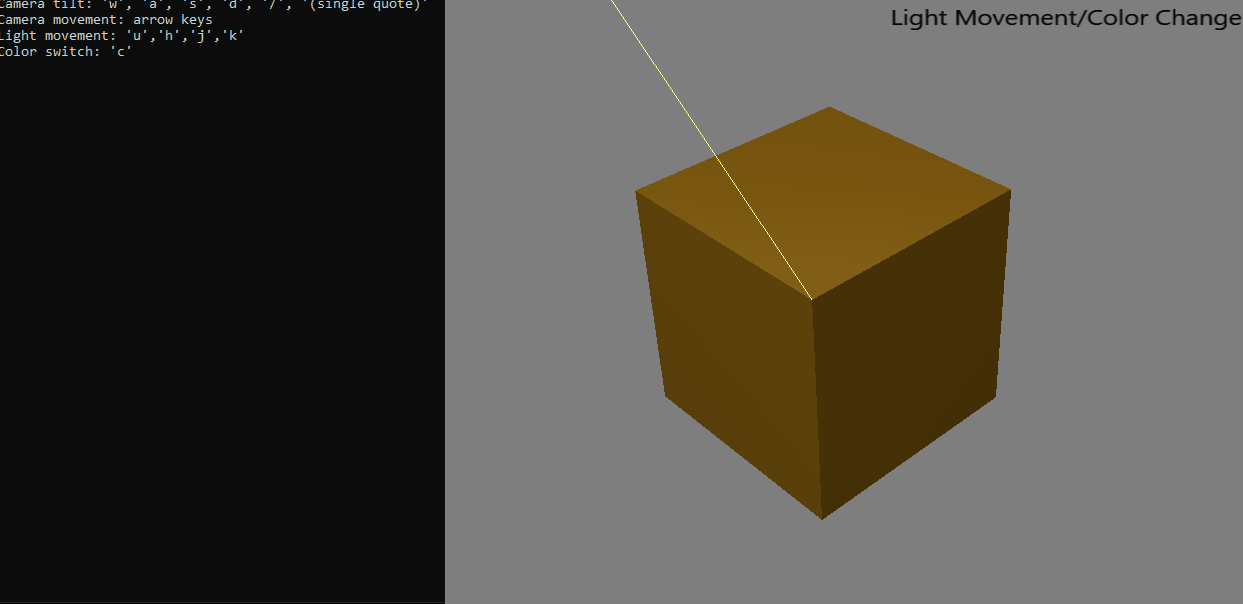 Camera tilt: 'w', 'a', 's', 'd', '/', '(single quote)'
Camera movement: arrow keys
Light movement: 'u','h','j','k'
Color switch: 'c'
Light Movement/Color Change